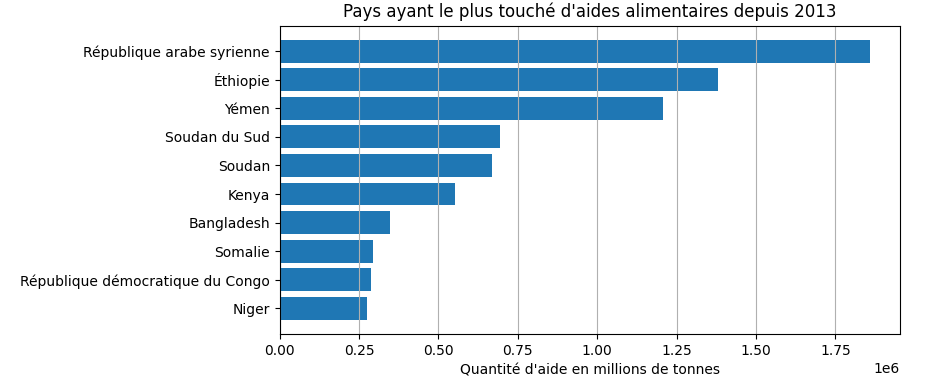 Pays ayant le plus touché d'aides alimentaires depuis 2013
République arabe syrienne
Éthiopie
Yémen
Soudan du Sud
Soudan
Kenya
Bangladesh
Somalie
République démocratique du Congo
Niger
0.00 0.25 0.50 0.75 1.00 1.25 1.50 1.75
1e6
Quantité d'aide en millions de tonnes